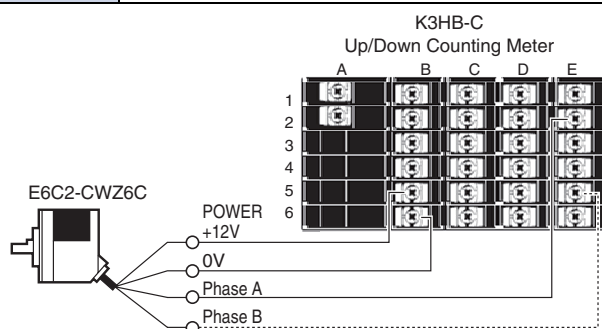 K3HB-C
Up/Down Counting Meter
A B C D E
1
2
3
4
5
6
E6C2-CWZ6C
POWER
+12V
0V
Phase A
Phase B